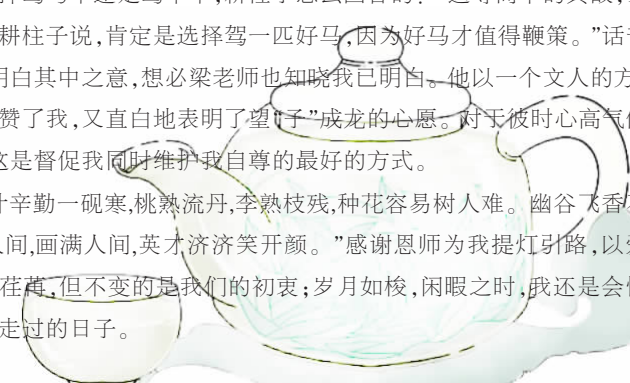 耕柱子说，肯定是选择驾一匹好马，因为好马才值得鞭策。”话音
明白其中之意，想必梁老师也知晓我已明白。他以一个文人的方
赞了我，又直白地表明了望“子”成龙的心愿。对于彼时心高气
这是督促我同时维护我自尊的最好的方式。
辛勤一砚寒，桃熟流丹，李熟枝残，种花容易树人难。幽谷飞香
人间，画满人间，英才济济笑开颜。”感谢恩师为我提灯引路，以
荏苒，但不变的是我们的初衷；岁月如梭，闲暇之时，我还是会
走过的日子。